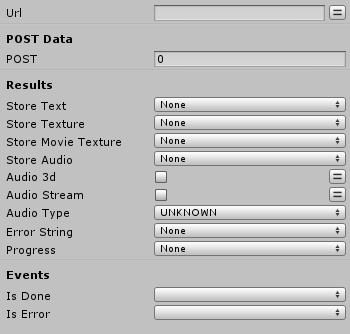 Url
POST Data
POST 0
Results
Store Text None
Store Texture None
Store Movie Texture None
Store Audio None
Audio 3d
Audio Stream
Audio Type UNKNOWN
Error String None
Progress None
Events
Is Done
Is Error